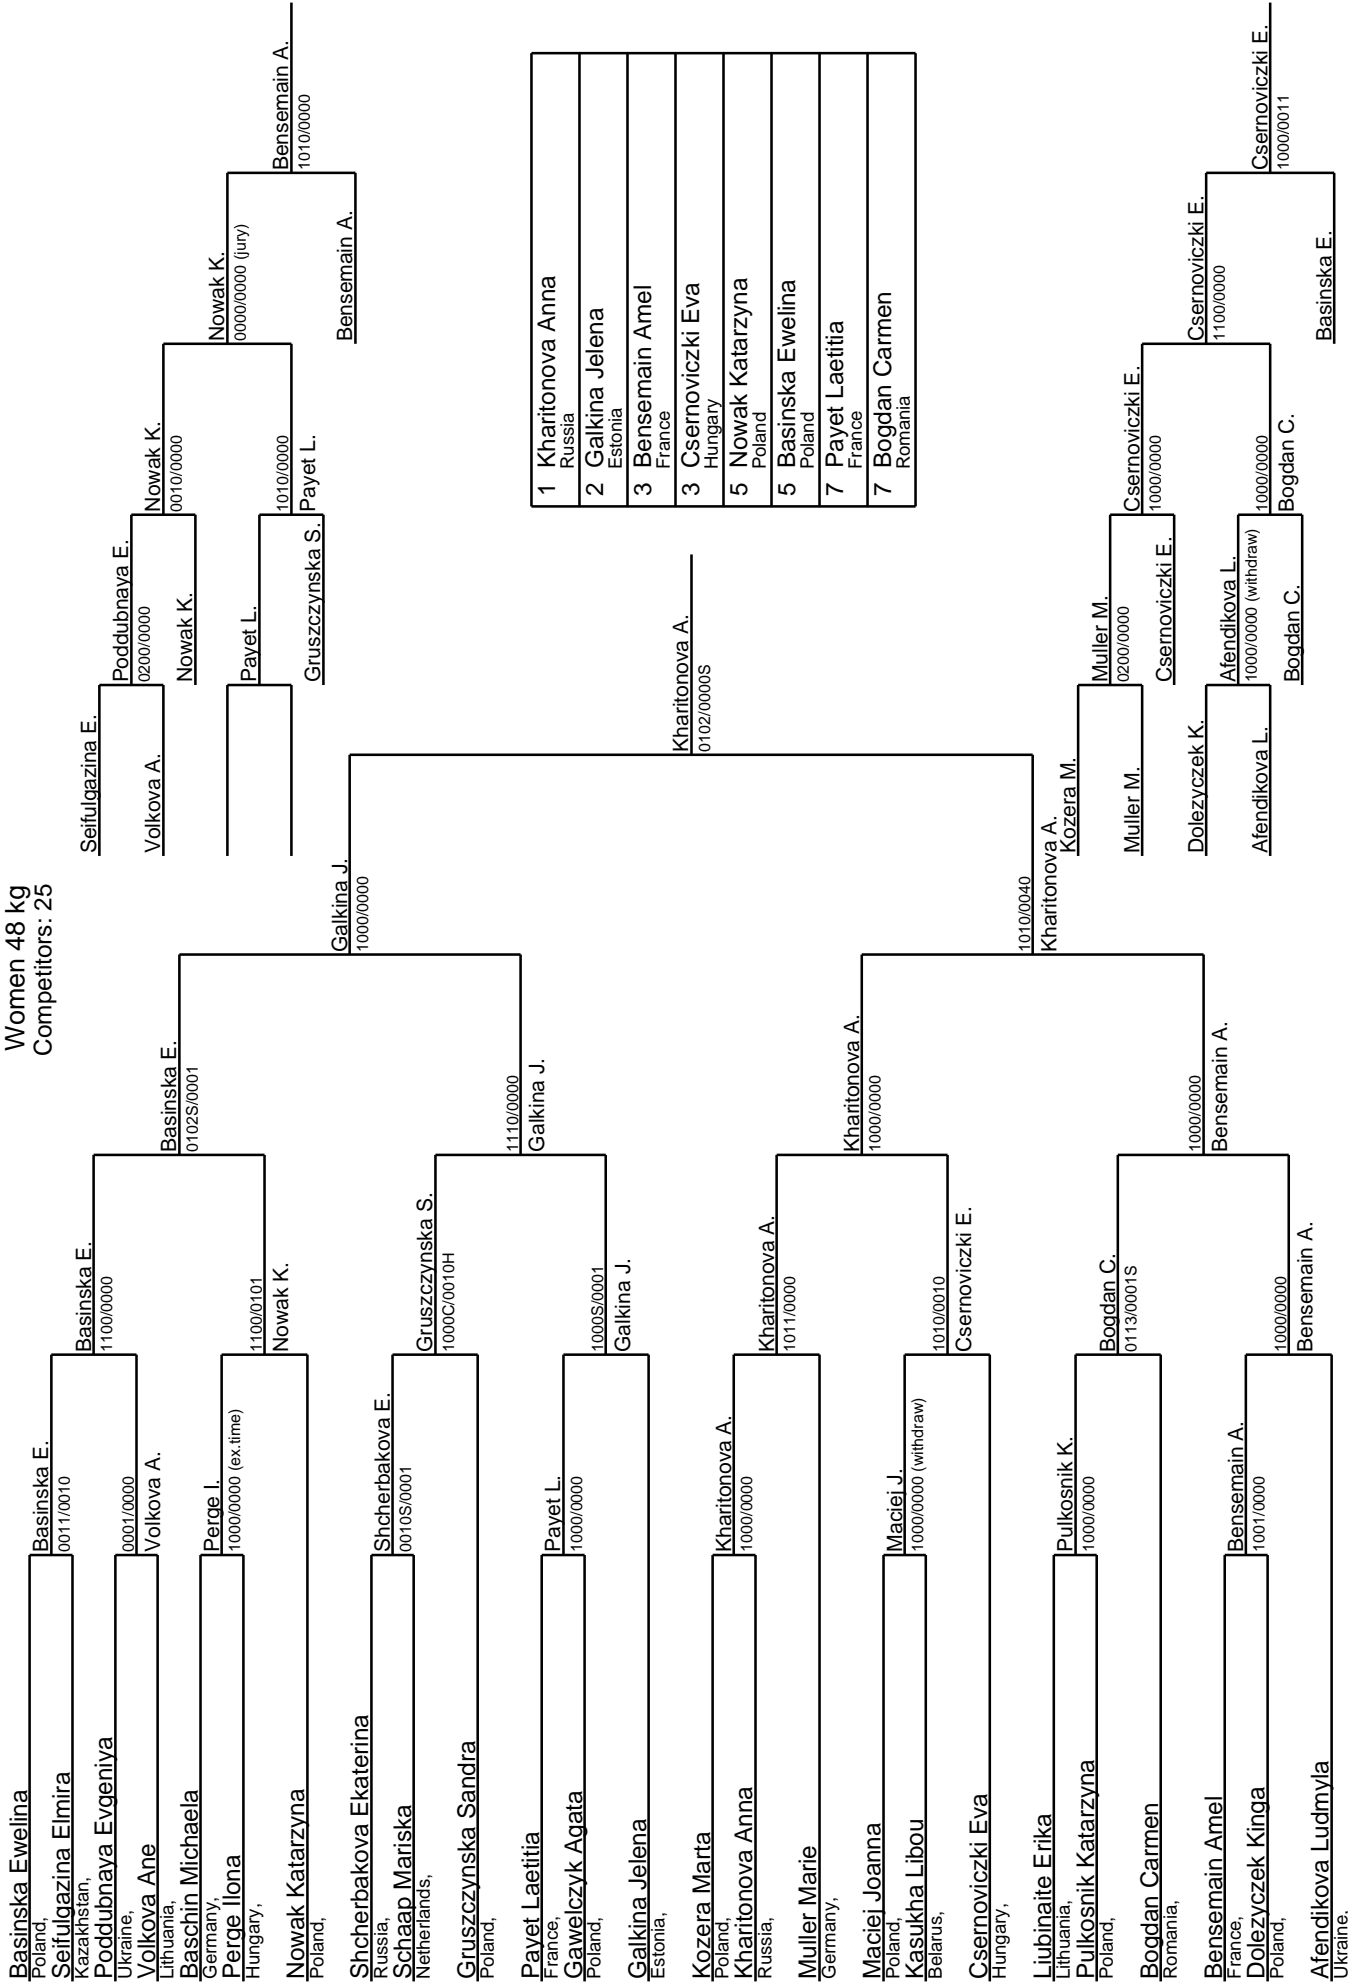 Women 48 kg
Competitors: 25
Basinska Ewelina
Poland,
Seifulgazina Elmira
Kazakhstan,
Poddubnaya Evgeniya
Ukraine,
Volkova Ane
Lithuania,
Baschin Michaela
Germany,
Perge Ilona
Hungary,
Nowak Katarzyna
Poland,
Shcherbakova Ekaterina
Russia,
Schaap Mariska
Netherlands,
Gruszczynska Sandra
Poland,
Payet Laetitia
France,
Gawelczyk Agata
Poland,
Galkina Jelena
Estonia,
Kozera Marta
Poland,
Kharitonova Anna
Russia,
Muller Marie
Germany,
Maciej Joanna
Poland,
Kasukha Libou
Belarus,
Csernoviczki Eva
Hungary,
Liubinaite Erika
Lithuania,
Pulkosnik Katarzyna
Poland,
Bogdan Carmen
Romania,
Bensemain Amel
France,
Dolezyczek Kinga
Poland,
Afendikova Ludmyla
Ukraine.
Basinska E.
0011/0010
0001/0000
Volkova A.
Perge I.
1000/0000 (ex.time)
Shcherbakova E.
0010S/0001
Payet L.
1000/0000
Kharitonova A.
1000/0000
Maciej J.
1000/0000 (withdraw)
Pulkosnik K.
1000/0000
Bensemain A.
1001/0000
Basinska E.
1100/0000
1100/0101
Nowak K.
Gruszczynska S.
1000C/0010H
1000S/0001
Galkina J.
Kharitonova A.
1011/0000
1010/0010
Csernoviczki E.
Bogdan C.
0113/0001S
1000/0000
Bensemain A.
Basinska E.
0102S/0001
1110/0000
Galkina J.
Kharitonova A.
1000/0000
1000/0000
Bensemain A.
Galkina J.
1000/0000
1010/0040
Kharitonova A.
Kharitonova A.
0102/0000S
Seifulgazina E.
Volkova A.
Poddubnaya E.
0200/0000
Nowak K.
Payet L.
Gruszczynska S.
Nowak K.
0010/0000
1010/0000
Payet L.
Nowak K.
0000/0000 (jury)
Bensemain A.
Bensemain A.
1010/0000
1 Kharitonova Anna
Russia
2 Galkina Jelena
Estonia
3 Bensemain Amel
France
3 Csernoviczki Eva
Hungary
5 Nowak Katarzyna
Poland
5 Basinska Ewelina
Poland
7 Payet Laetitia
France
7 Bogdan Carmen
Romania
Kozera M.
Muller M.
Dolezyczek K.
Afendikova L.
Muller M.
0200/0000
Csernoviczki E.
Afendikova L.
1000/0000 (withdraw)
Bogdan C.
Csernoviczki E.
1000/0000
1000/0000
Bogdan C.
Csernoviczki E.
1100/0000
Basinska E.
Csernoviczki E.
1000/0011